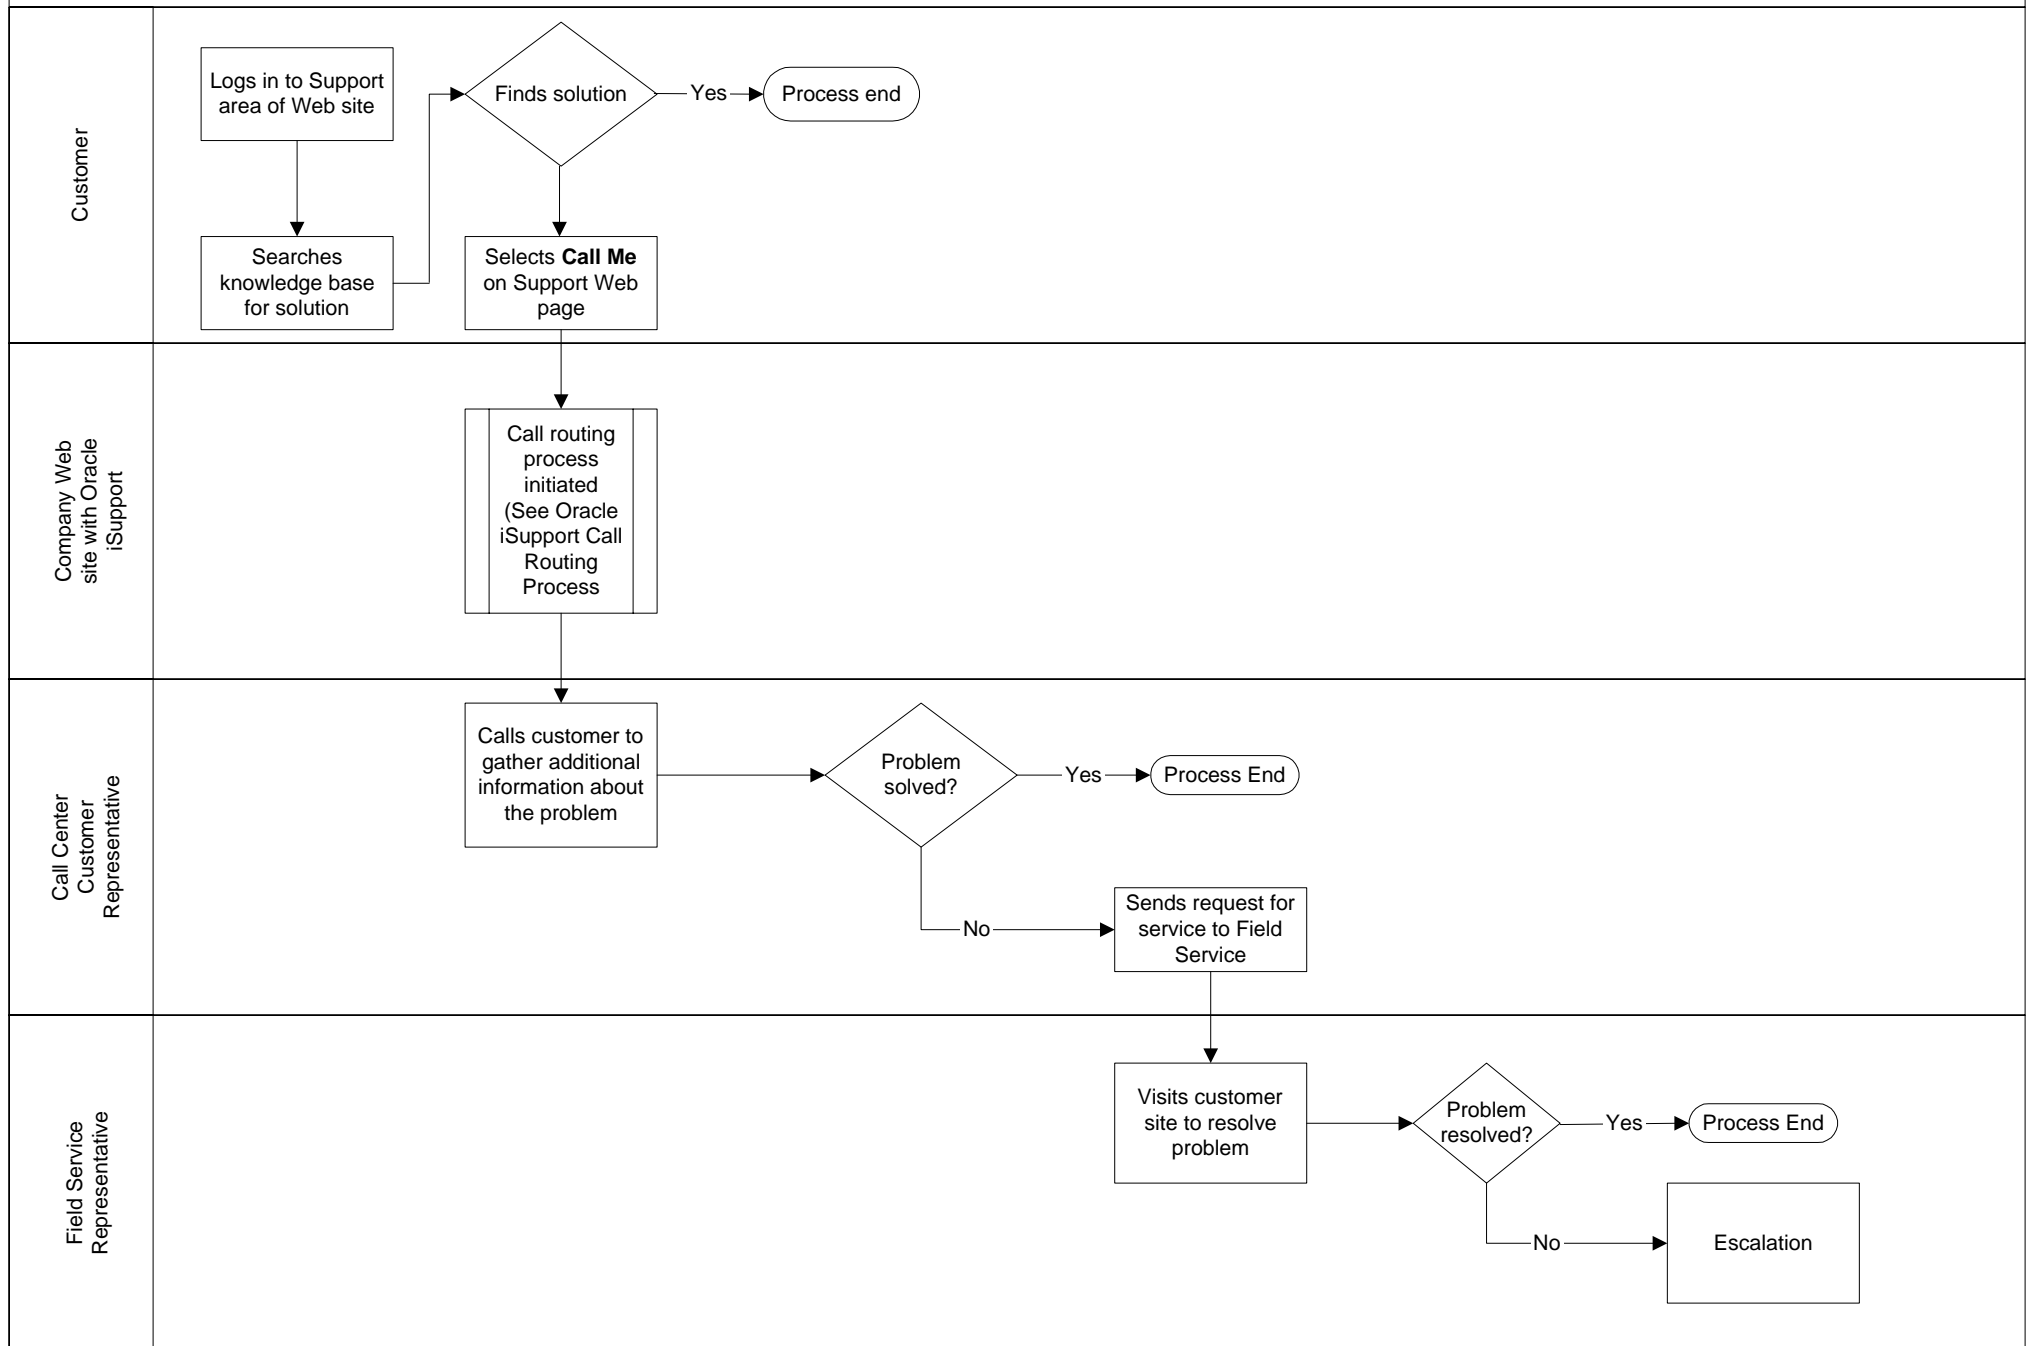 Customer
Logs in to Support
area of Web site
Finds solution
Yes
Process end
Searches
knowledge base
for solution
Selects Call Me
on Support Web
page
Company Web
site with Oracle
iSupport
Call routing
process
initiated
(See Oracle
iSupport Call
Routing
Process
Call Center
Customer
Representative
Calls customer to
gather additional
information about
the problem
Problem
solved?
Yes
Process End
No
Sends request for
service to Field
Service
Field Service
Representative
Visits customer
site to resolve
problem
Problem
resolved?
Yes
Process End
No
Escalation